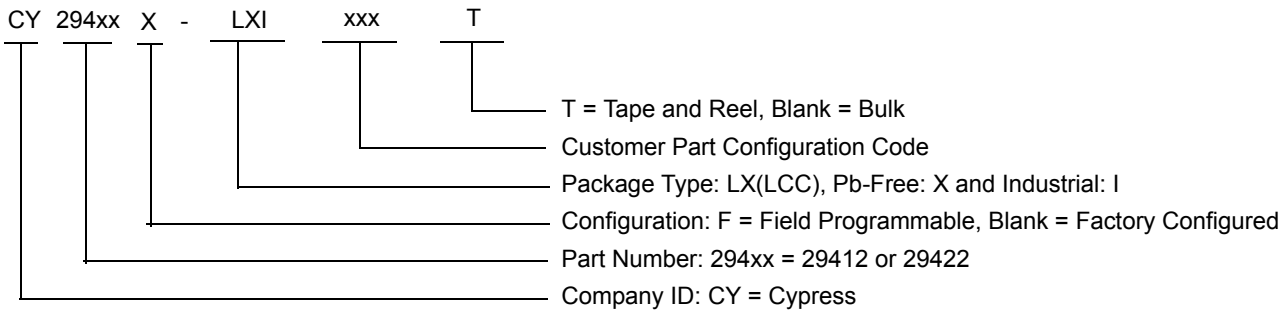 CY 294xx X - LXI xxx T
T = Tape and Reel, Blank = Bulk
Customer Part Configuration Code
Package Type: LX(LCC), Pb-Free: X and Industrial: I
Configuration: F = Field Programmable, Blank = Factory Configured
Part Number: 294xx = 29412 or 29422
Company ID: CY = Cypress